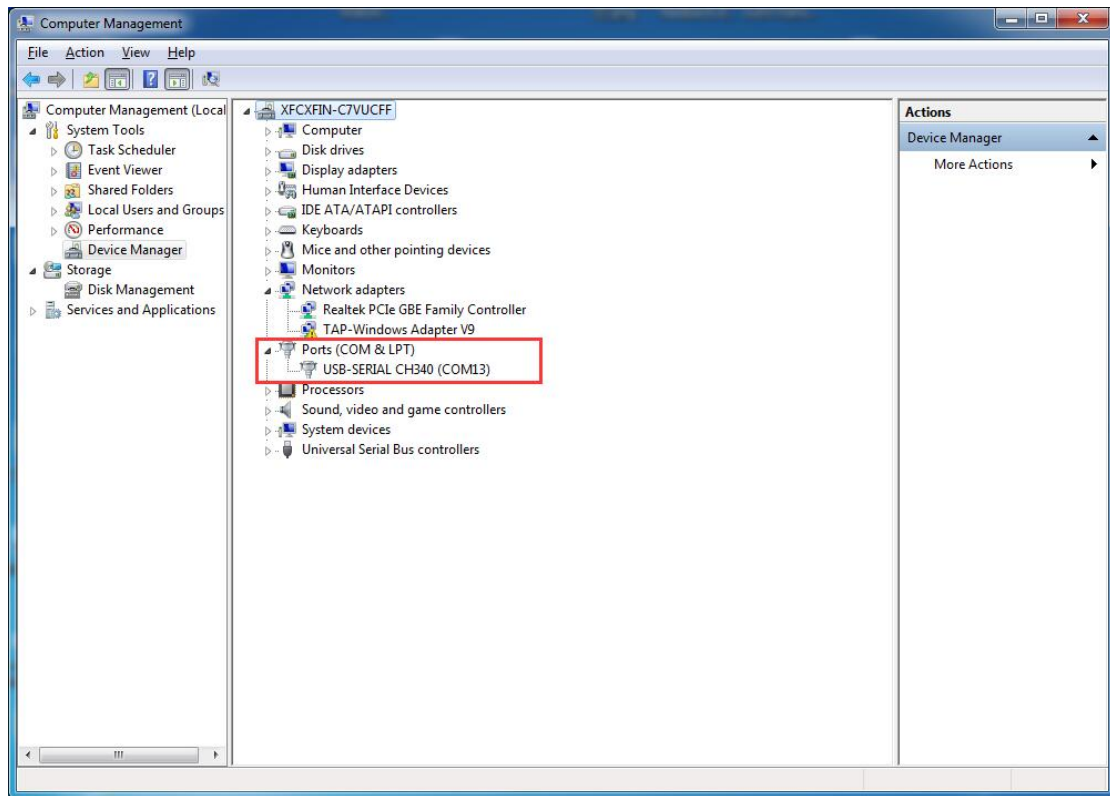 Computer Management
File Action View Help
Computer Management (Local
System Tools
Task Scheduler
Event Viewer
Shared Folders
Local Users and Groups
Performance
Device Manager
Storage
Disk Management
Services and Applications
XFCXFIN-C7VUCFF
Computer
Disk drives
Display adapters
Human Interface Devices
IDE ATA/ATAPI controllers
Keyboards
Mice and other pointing devices
Monitors
Network adapters
Realtek PCIe GBE Family Controller
TAP-Windows Adapter V9
Ports (COM & LPT)
USB-SERIAL CH340 (COM13)
Processors
Sound, video and game controllers
System devices
Universal Serial Bus controllers
Actions
Device Manager
More Actions